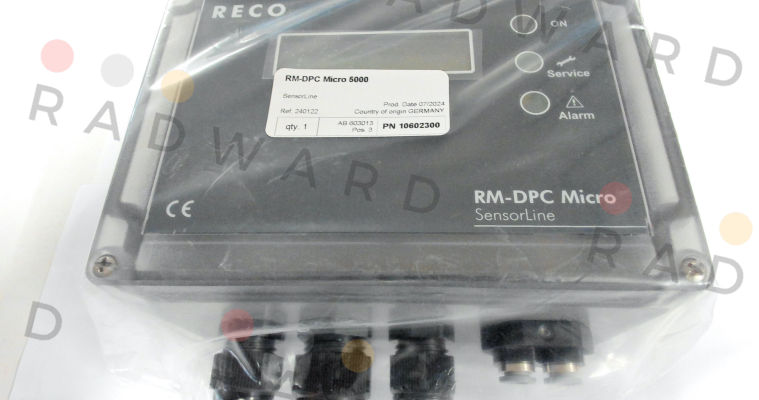 RECO
ON
Service
Alarm
RM-DPC Micro 5000
SensorLine
Prod. Date 07/2024
Ref. 240122
Country of origin GERMANY
qty. 1
AB 603013
Pos. 3
PN 10602300
CE
RM-DPC Micro
SensorLine
RADWARD
RADWARD
RAD
D